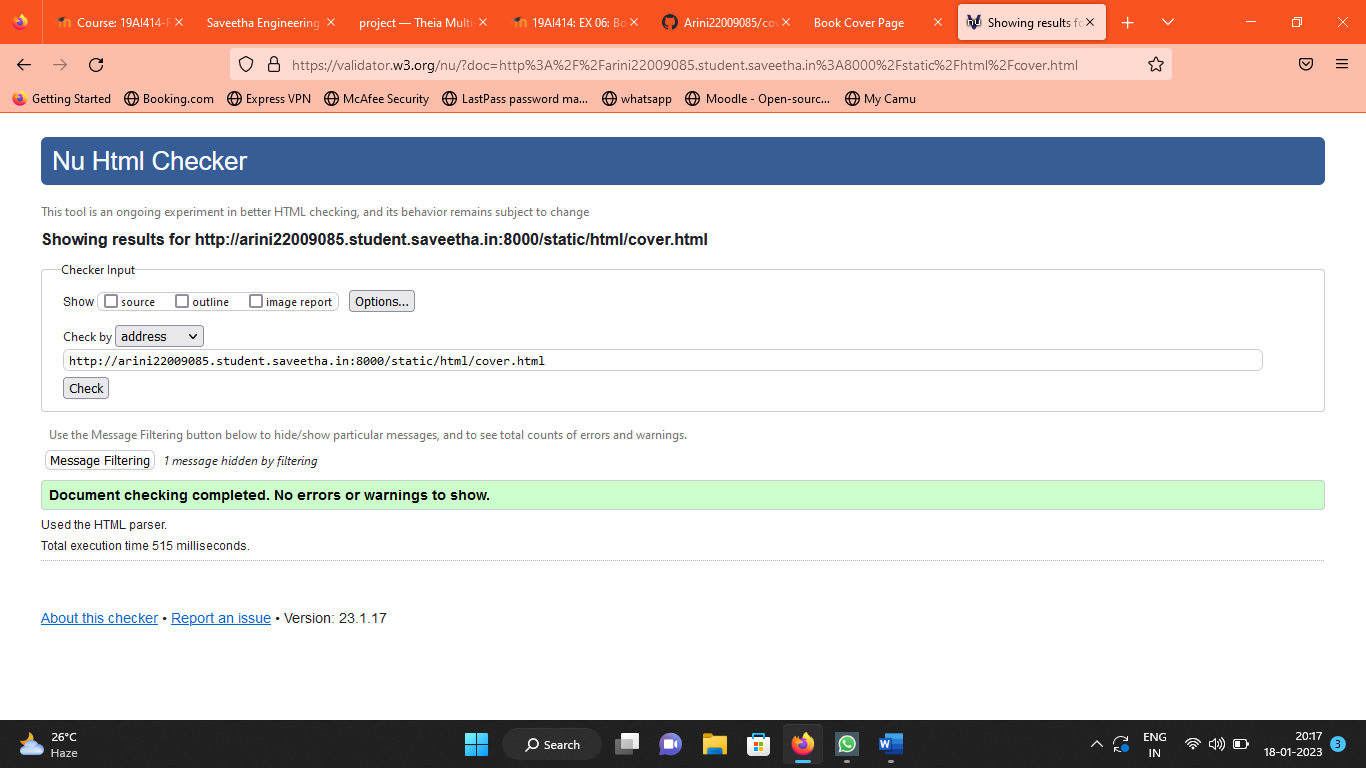 Course: 19AI414-F
Saveetha Engineering
project — Theia Multi
19AI414: EX 06: Bo
Arini22009085/cov
Book Cover Page
Showing results fo
https://validator.w3.org/nu/?doc=http%3A%2F%2Farini22009085.student.saveetha.in%3A8000%2Fstatic%2Fhtml%2Fcover.html
Getting Started
Booking.com
Express VPN
McAfee Security
LastPass password ma...
whatsapp
Moodle - Open-sourc...
My Camu
Nu Html Checker
This tool is an ongoing experiment in better HTML checking, and its behavior remains subject to change
Showing results for http://arini22009085.student.saveetha.in:8000/static/html/cover.html
Checker Input
Show source outline image report Options...
Check by address
http://arini22009085.student.saveetha.in:8000/static/html/cover.html
Check
Use the Message Filtering button below to hide/show particular messages, and to see total counts of errors and warnings.
Message Filtering 1 message hidden by filtering
Document checking completed. No errors or warnings to show.
Used the HTML parser.
Total execution time 515 milliseconds.
About this checker • Report an issue • Version: 23.1.17
26°C
Haze
Search
ENG
IN
20:17
18-01-2023
3